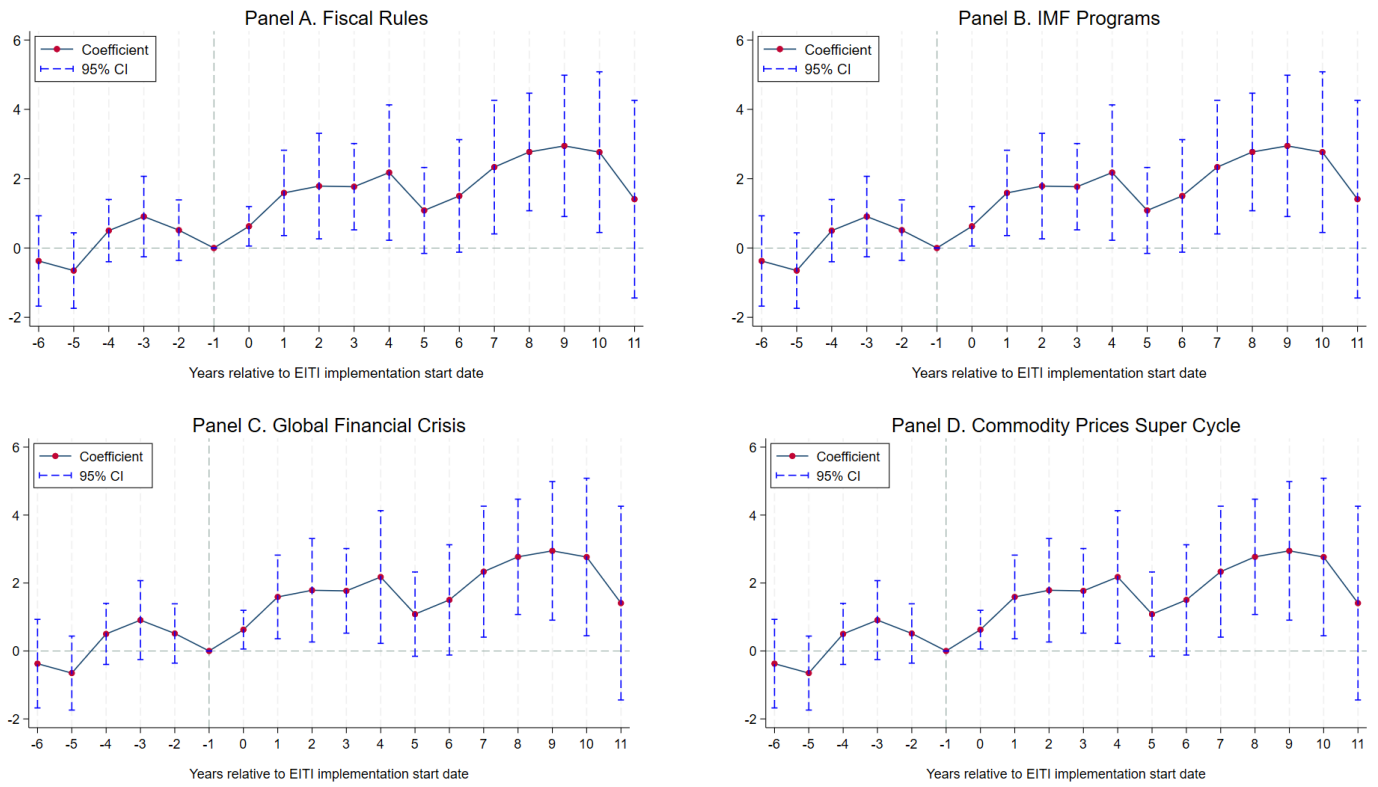 Panel A. Fiscal Rules
Coefficient
95% CI
6
4
2
0
-2
-6 -5 -4 -3 -2 -1 0 1 2 3 4 5 6 7 8 9 10 11
Years relative to EITI implementation start date
Panel B. IMF Programs
Coefficient
95% CI
6
4
2
0
-2
-6 -5 -4 -3 -2 -1 0 1 2 3 4 5 6 7 8 9 10 11
Years relative to EITI implementation start date
Panel C. Global Financial Crisis
Coefficient
95% CI
6
4
2
0
-2
-6 -5 -4 -3 -2 -1 0 1 2 3 4 5 6 7 8 9 10 11
Years relative to EITI implementation start date
Panel D. Commodity Prices Super Cycle
Coefficient
95% CI
6
4
2
0
-2
-6 -5 -4 -3 -2 -1 0 1 2 3 4 5 6 7 8 9 10 11
Years relative to EITI implementation start date